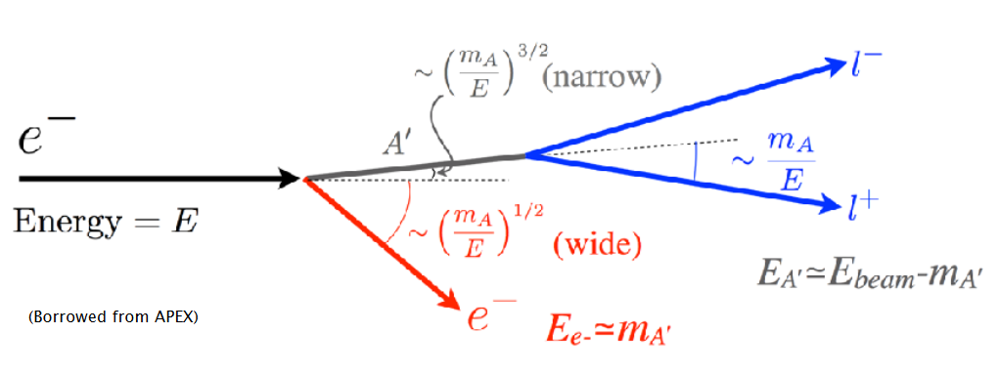 ~ (m_A/E)^{3/2} (narrow)
l^−
e^−
A′
~ m_A/E
l^+
Energy = E
~ (m_A/E)^{1/2} (wide)
E_{A′}≃E_{beam}-m_{A′}
(Borrowed from APEX)
e^−
E_{e-}≃m_{A′}